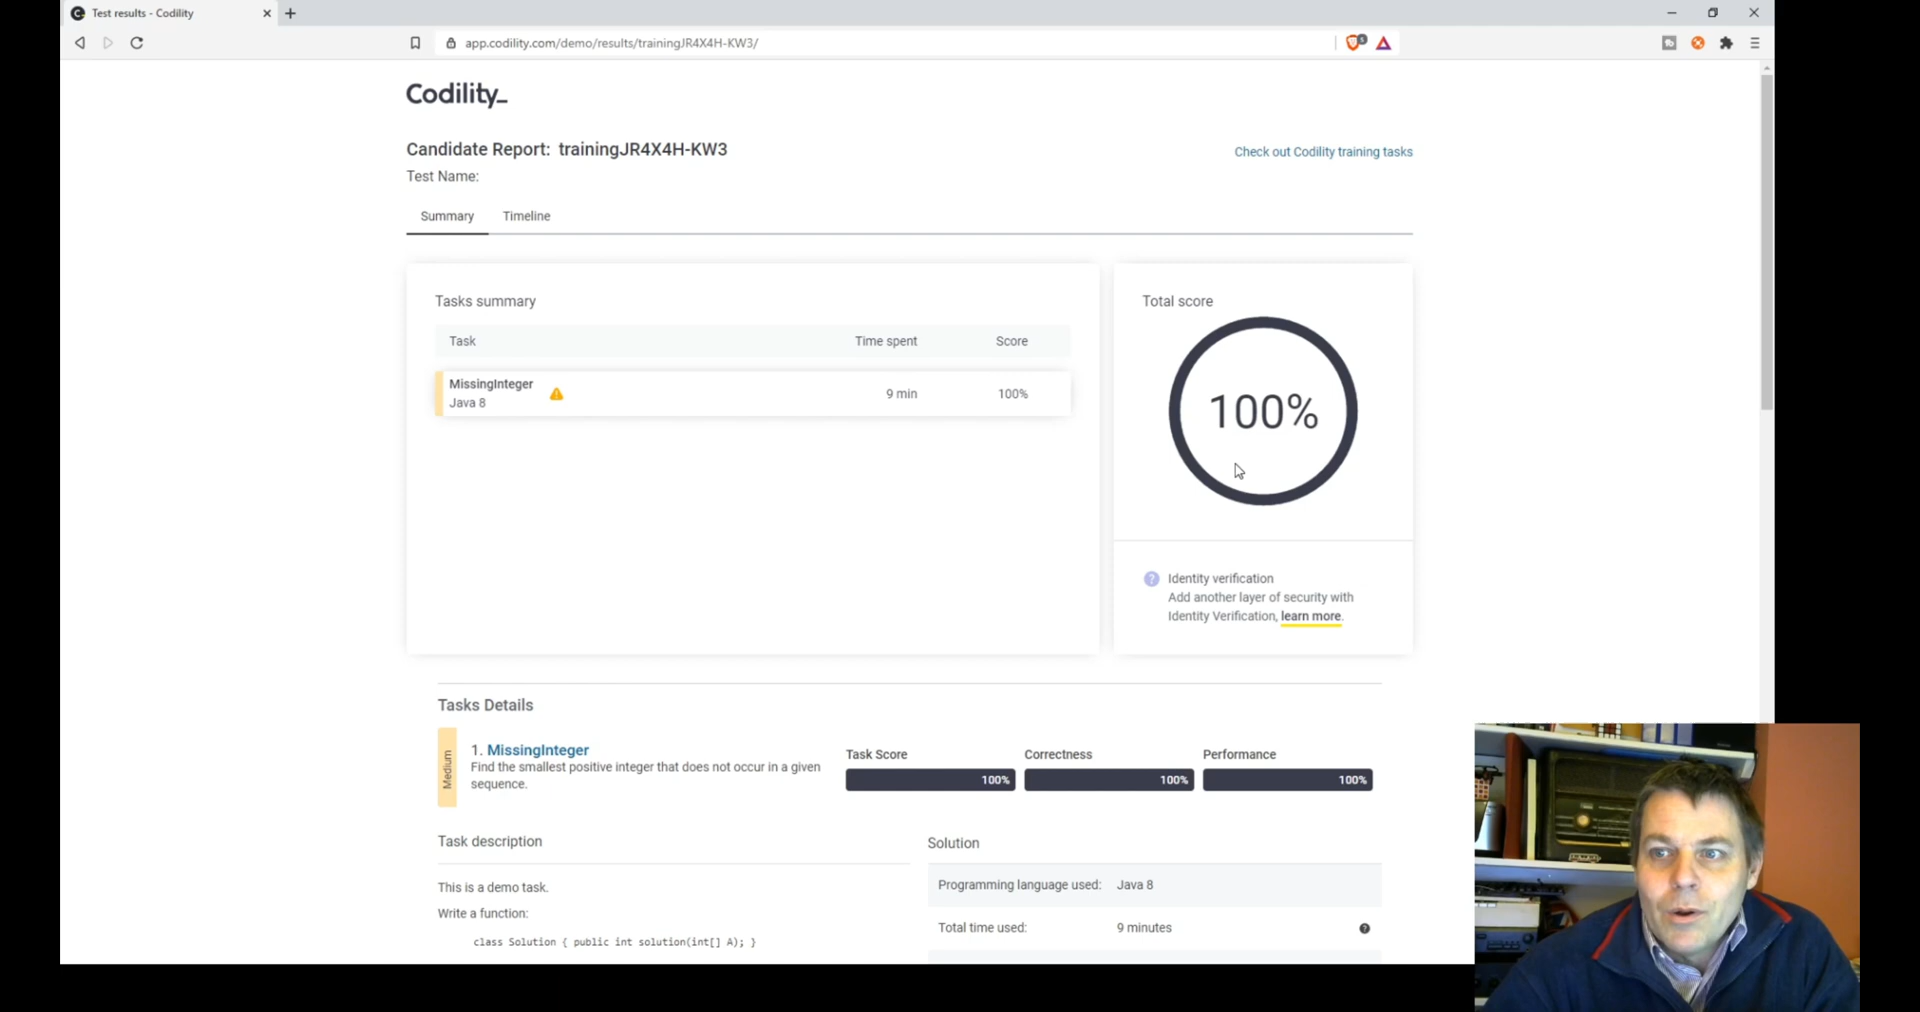 Test results - Codility
app.codility.com/demo/results/trainingJR4X4H-KW3/
Codility_
Candidate Report: trainingJR4X4H-KW3
Check out Codility training tasks
Test Name:
Summary Timeline
Tasks summary
Task Time spent Score
MissingInteger
Java 8
9 min 100%
Total score
100%
Identity verification
Add another layer of security with
Identity Verification, learn more.
Tasks Details
Medium
1. MissingInteger
Find the smallest positive integer that does not occur in a given
sequence.
Task Score Correctness Performance
100% 100% 100%
Task description
This is a demo task.
Write a function:
class Solution { public int solution(int[] A); }
Solution
Programming language used: Java 8
Total time used: 9 minutes